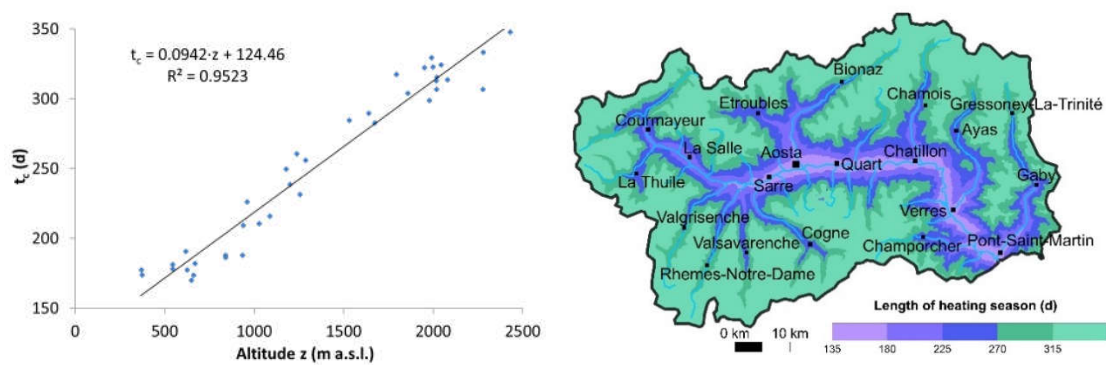 350
300
250
200
150
t_c (d)
t_c = 0.0942·z + 124.46
R² = 0.9523
0 500 1000 1500 2000 2500
Altitude z (m a.s.l.)
Bionaz
Etroubles
Chamois
Gressoney-La-Trinité
Courmayeur
Ayas
La Salle
Aosta
Quart
Chatillon
La Thuile
Sarre
Gaby
Verres
Valgrisenche
Cogne
Valsavarenche
Champorcher
Pont-Saint-Martin
Rhemes-Notre-Dame
Length of heating season (d)
0 km 10 km
135 180 225 270 315